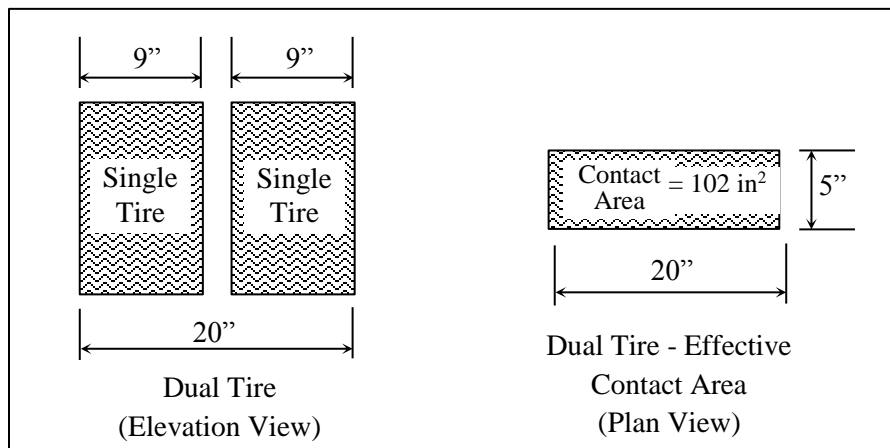 9”
9”
Single
Tire
Single
Tire
20”
Dual Tire
(Elevation View)
Contact
Area
= 102 in²
5”
20”
Dual Tire - Effective
Contact Area
(Plan View)